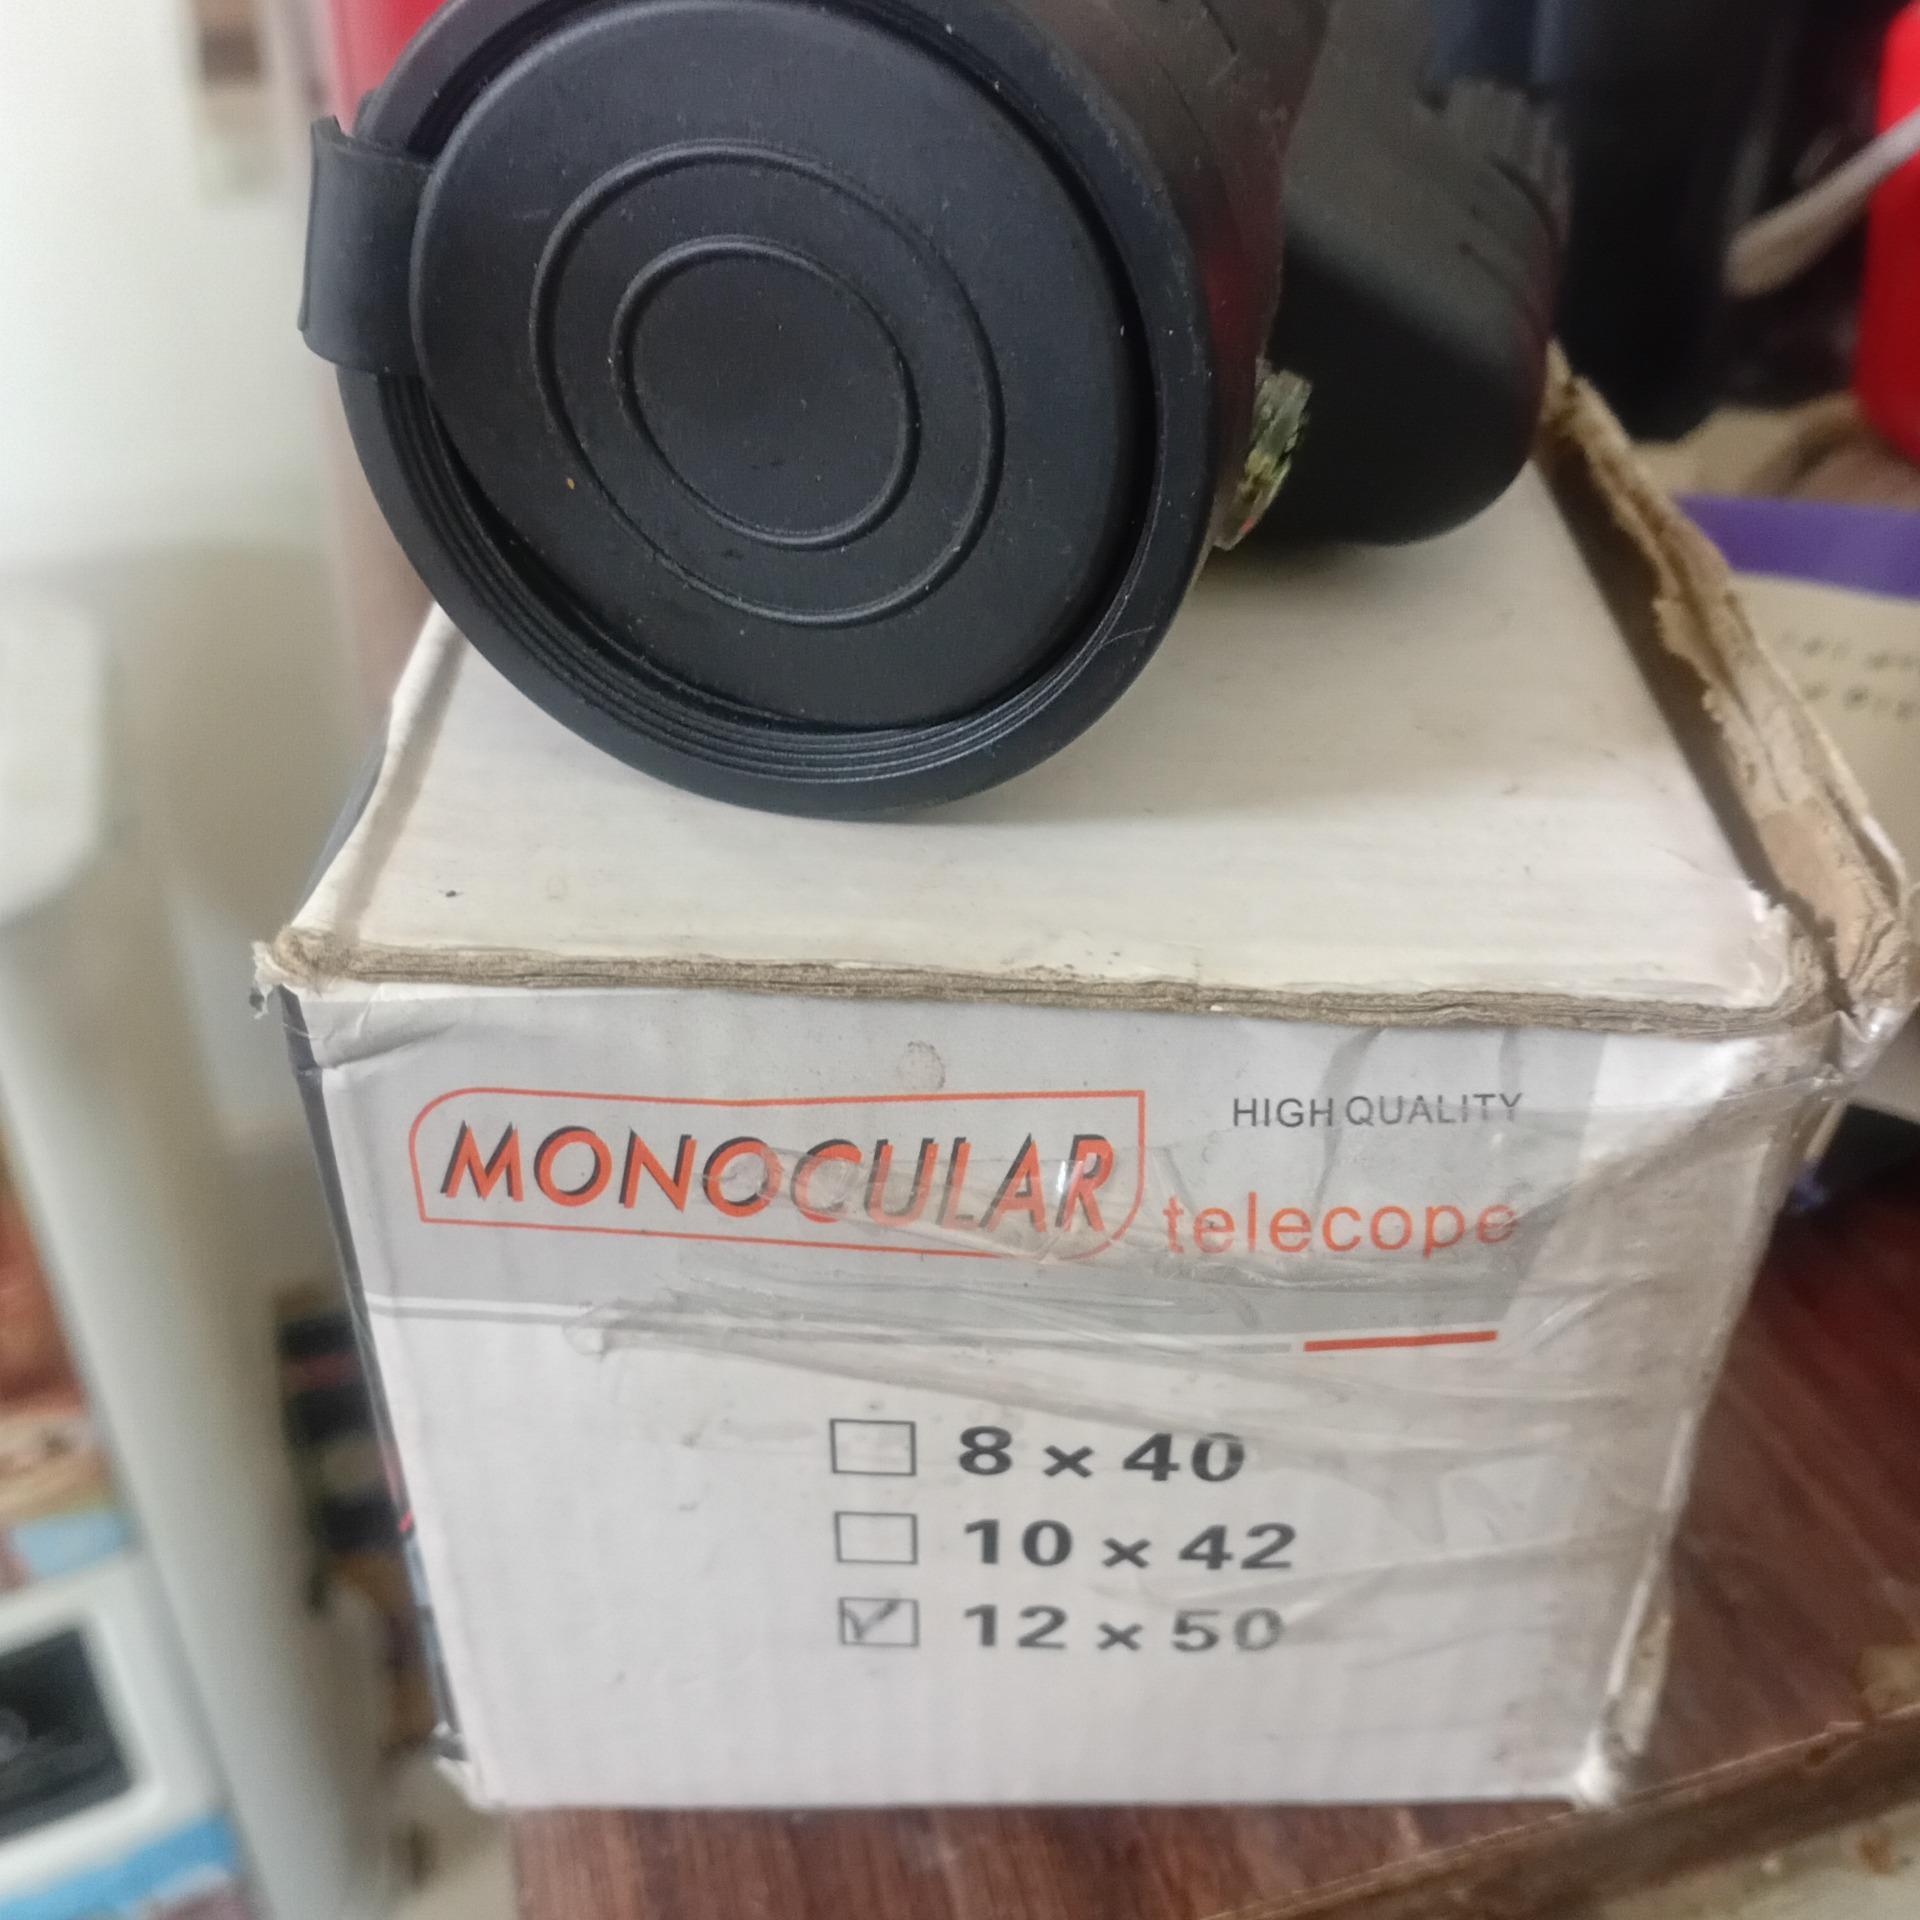 MONOCULAR
HIGH QUALITY
telecope
8 × 40
10 × 42
12 × 50